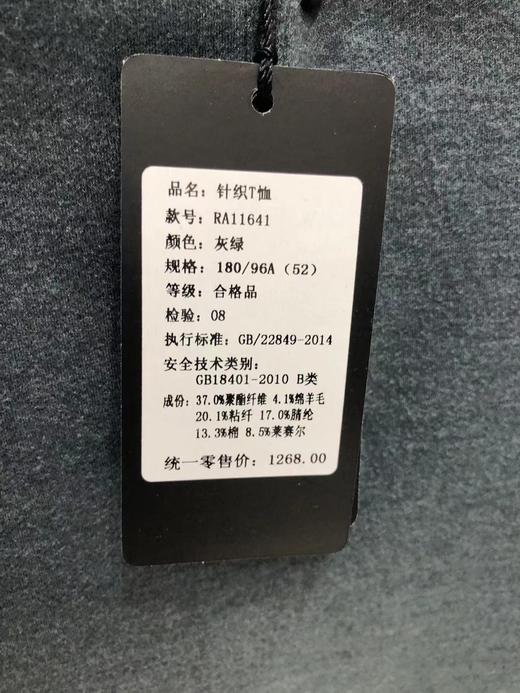 品名：针织T恤
款号：RA11641
颜色：灰绿
规格：180/96A（52）
等级：合格品
检验：08
执行标准：GB/22849-2014
安全技术类别：
GB18401-2010 B类
成份：37.0%聚酯纤维 4.1%绵羊毛
20.1%粘纤 17.0%腈纶
13.3%棉 8.5%莱赛尔
统一零售价：1268.00